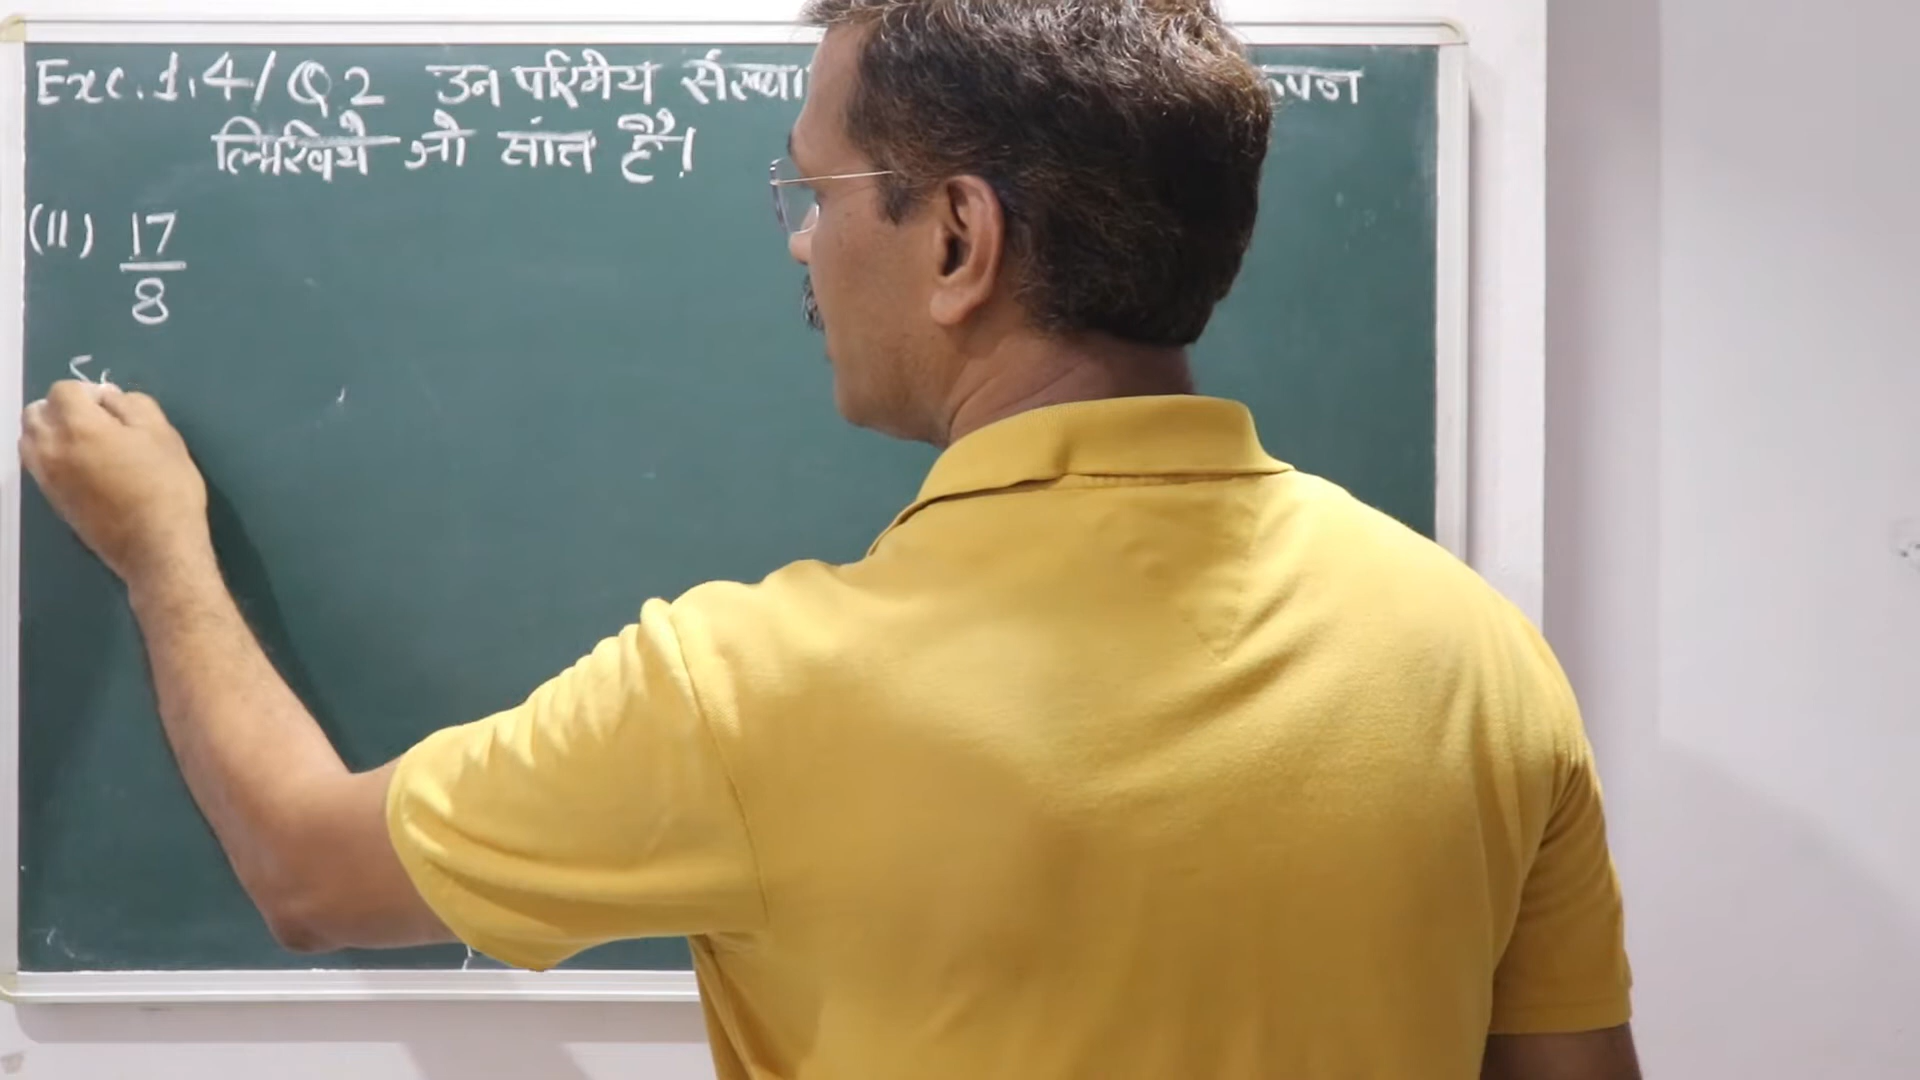 Exc. 1.4/ Q2 उन परिमेय
लिखिये जो सांत है।
(II) 17
8